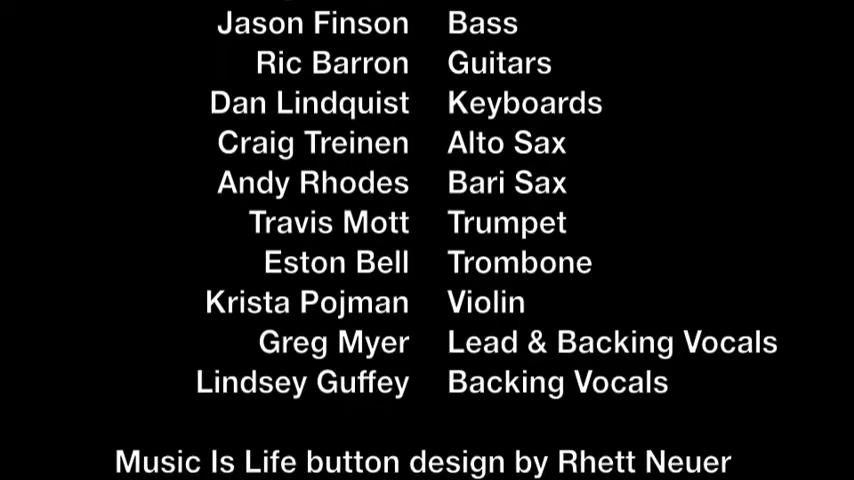 Jason Finson Bass
Ric Barron Guitars
Dan Lindquist Keyboards
Craig Treinen Alto Sax
Andy Rhodes Bari Sax
Travis Mott Trumpet
Eston Bell Trombone
Krista Pojman Violin
Greg Myer Lead & Backing Vocals
Lindsey Guffey Backing Vocals
Music Is Life button design by Rhett Neuer